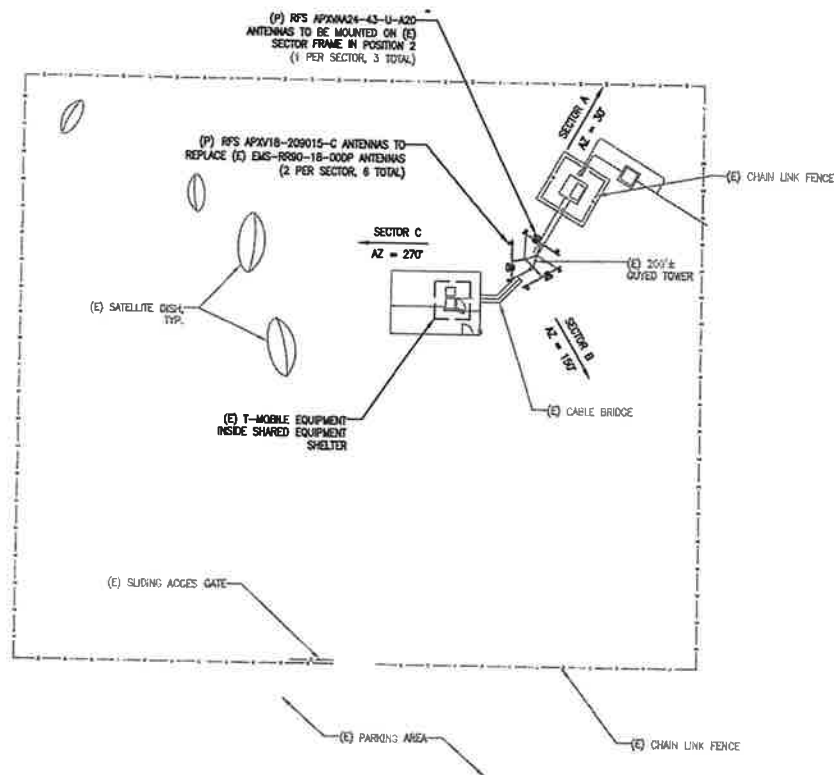 (P) RFS APXVAA24-43-U-A20
ANTENNAS TO BE MOUNTED ON (E)
SECTOR FRAME IN POSITION 2
(1 PER SECTOR, 3 TOTAL)
(P) RFS APXV18-209015-C ANTENNAS TO
REPLACE (E) EMS-RR90-18-00DP ANTENNAS
(2 PER SECTOR, 6 TOTAL)
SECTOR A
AZ = 30°
(E) CHAIN LINK FENCE
SECTOR C
AZ = 270°
(E) 200'±
GUYED TOWER
(E) SATELLITE DISH,
TYP.
SECTOR B
AZ = 150°
(E) CABLE BRIDGE
(E) T-MOBILE EQUIPMENT
INSIDE SHARED EQUIPMENT
SHELTER
(E) SLIDING ACCES GATE
(E) PARKING AREA
(E) CHAIN LINK FENCE